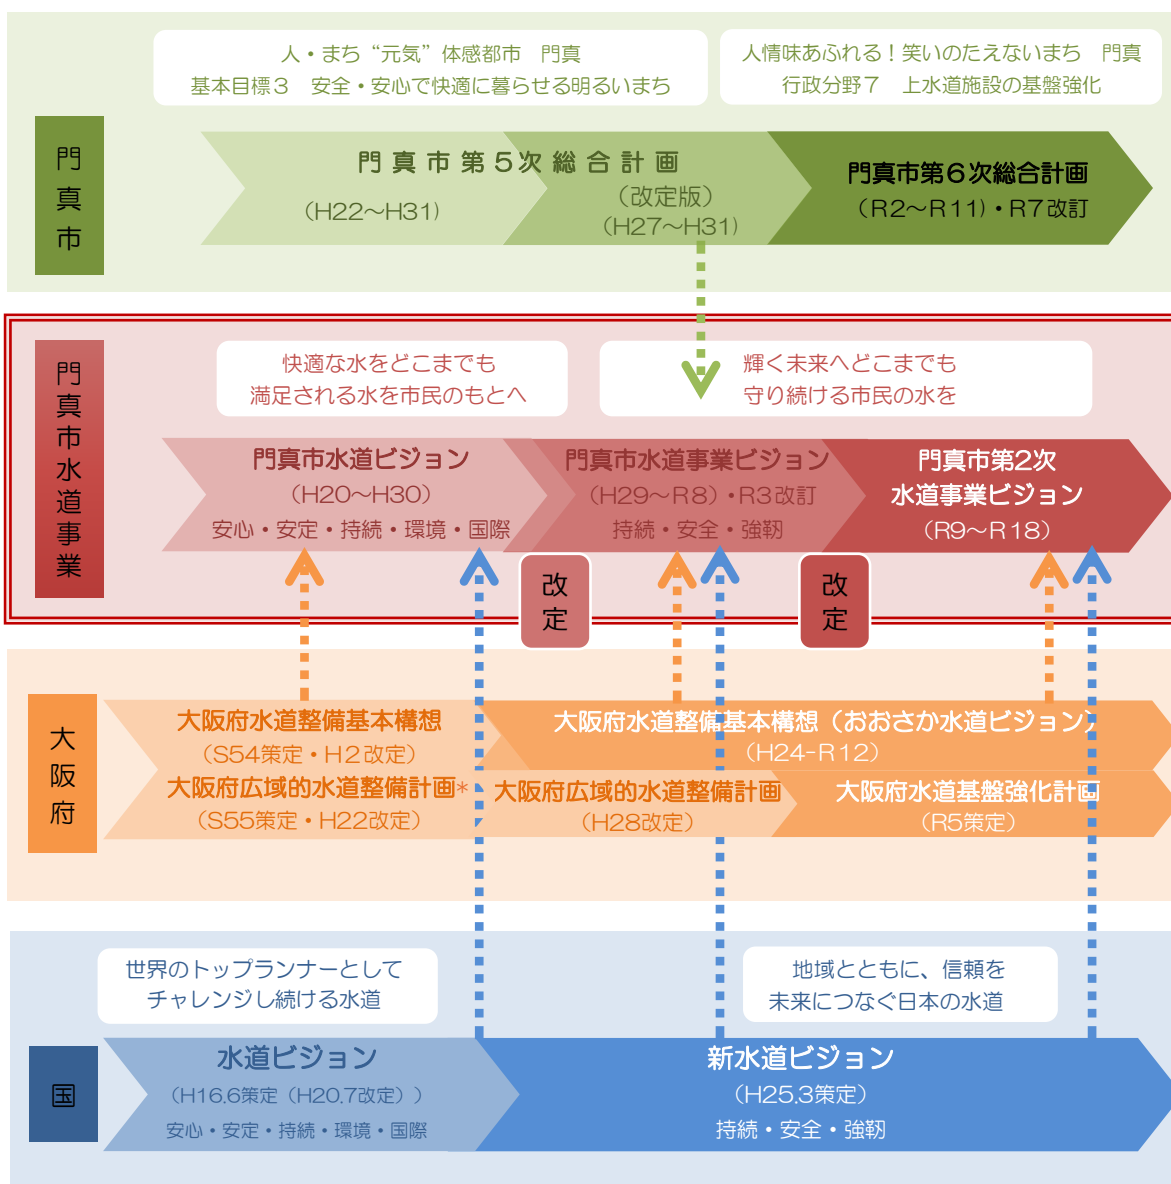 人・まち“元気”体感都市　門真
基本目標３　安全・安心で快適に暮らせる明るいまち
人情味あふれる！笑いのたえないまち　門真
行政分野７　上水道施設の基盤強化
門真市
門真市第５次総合計画
（H22～H31）
（改定版）
（H27～H31）
門真市第６次総合計画
（R２～R１１）・R７改訂
門真市水道事業
快適な水をどこまでも
満足される水を市民のもとへ
輝く未来へどこまでも
守り続ける市民の水を
門真市水道ビジョン
（H20～H30）
安心・安定・持続・環境・国際
門真市水道事業ビジョン
（H29～R８）・R３改訂
持続・安全・強靭
門真市第２次
水道事業ビジョン
（R9～R18）
改定
改定
大阪府
大阪府水道整備基本構想
（S54策定・H２改定）
大阪府広域的水道整備計画*
（S55策定・H22改定）
大阪府水道整備基本構想（おおさか水道ビジョン）
（H24-R12）
大阪府広域的水道整備計画
（H28改定）
大阪府水道基盤強化計画
（R5策定）
国
世界のトップランナーとして
チャレンジし続ける水道
地域とともに、信頼を
未来につなぐ日本の水道
水道ビジョン
（H16.6策定（H20.7改定））
安心・安定・持続・環境・国際
新水道ビジョン
（H25.3策定）
持続・安全・強靭